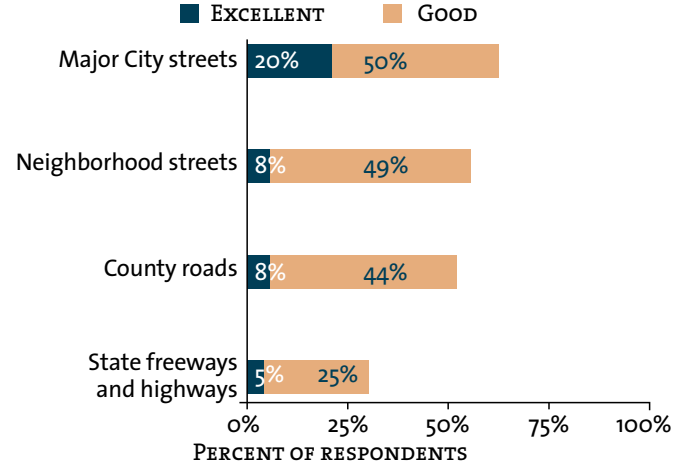 Excellent Good
Major City streets 20% 50%
Neighborhood streets 8% 49%
County roads 8% 44%
State freeways
and highways 5% 25%
0% 25% 50% 75% 100%
Percent of respondents